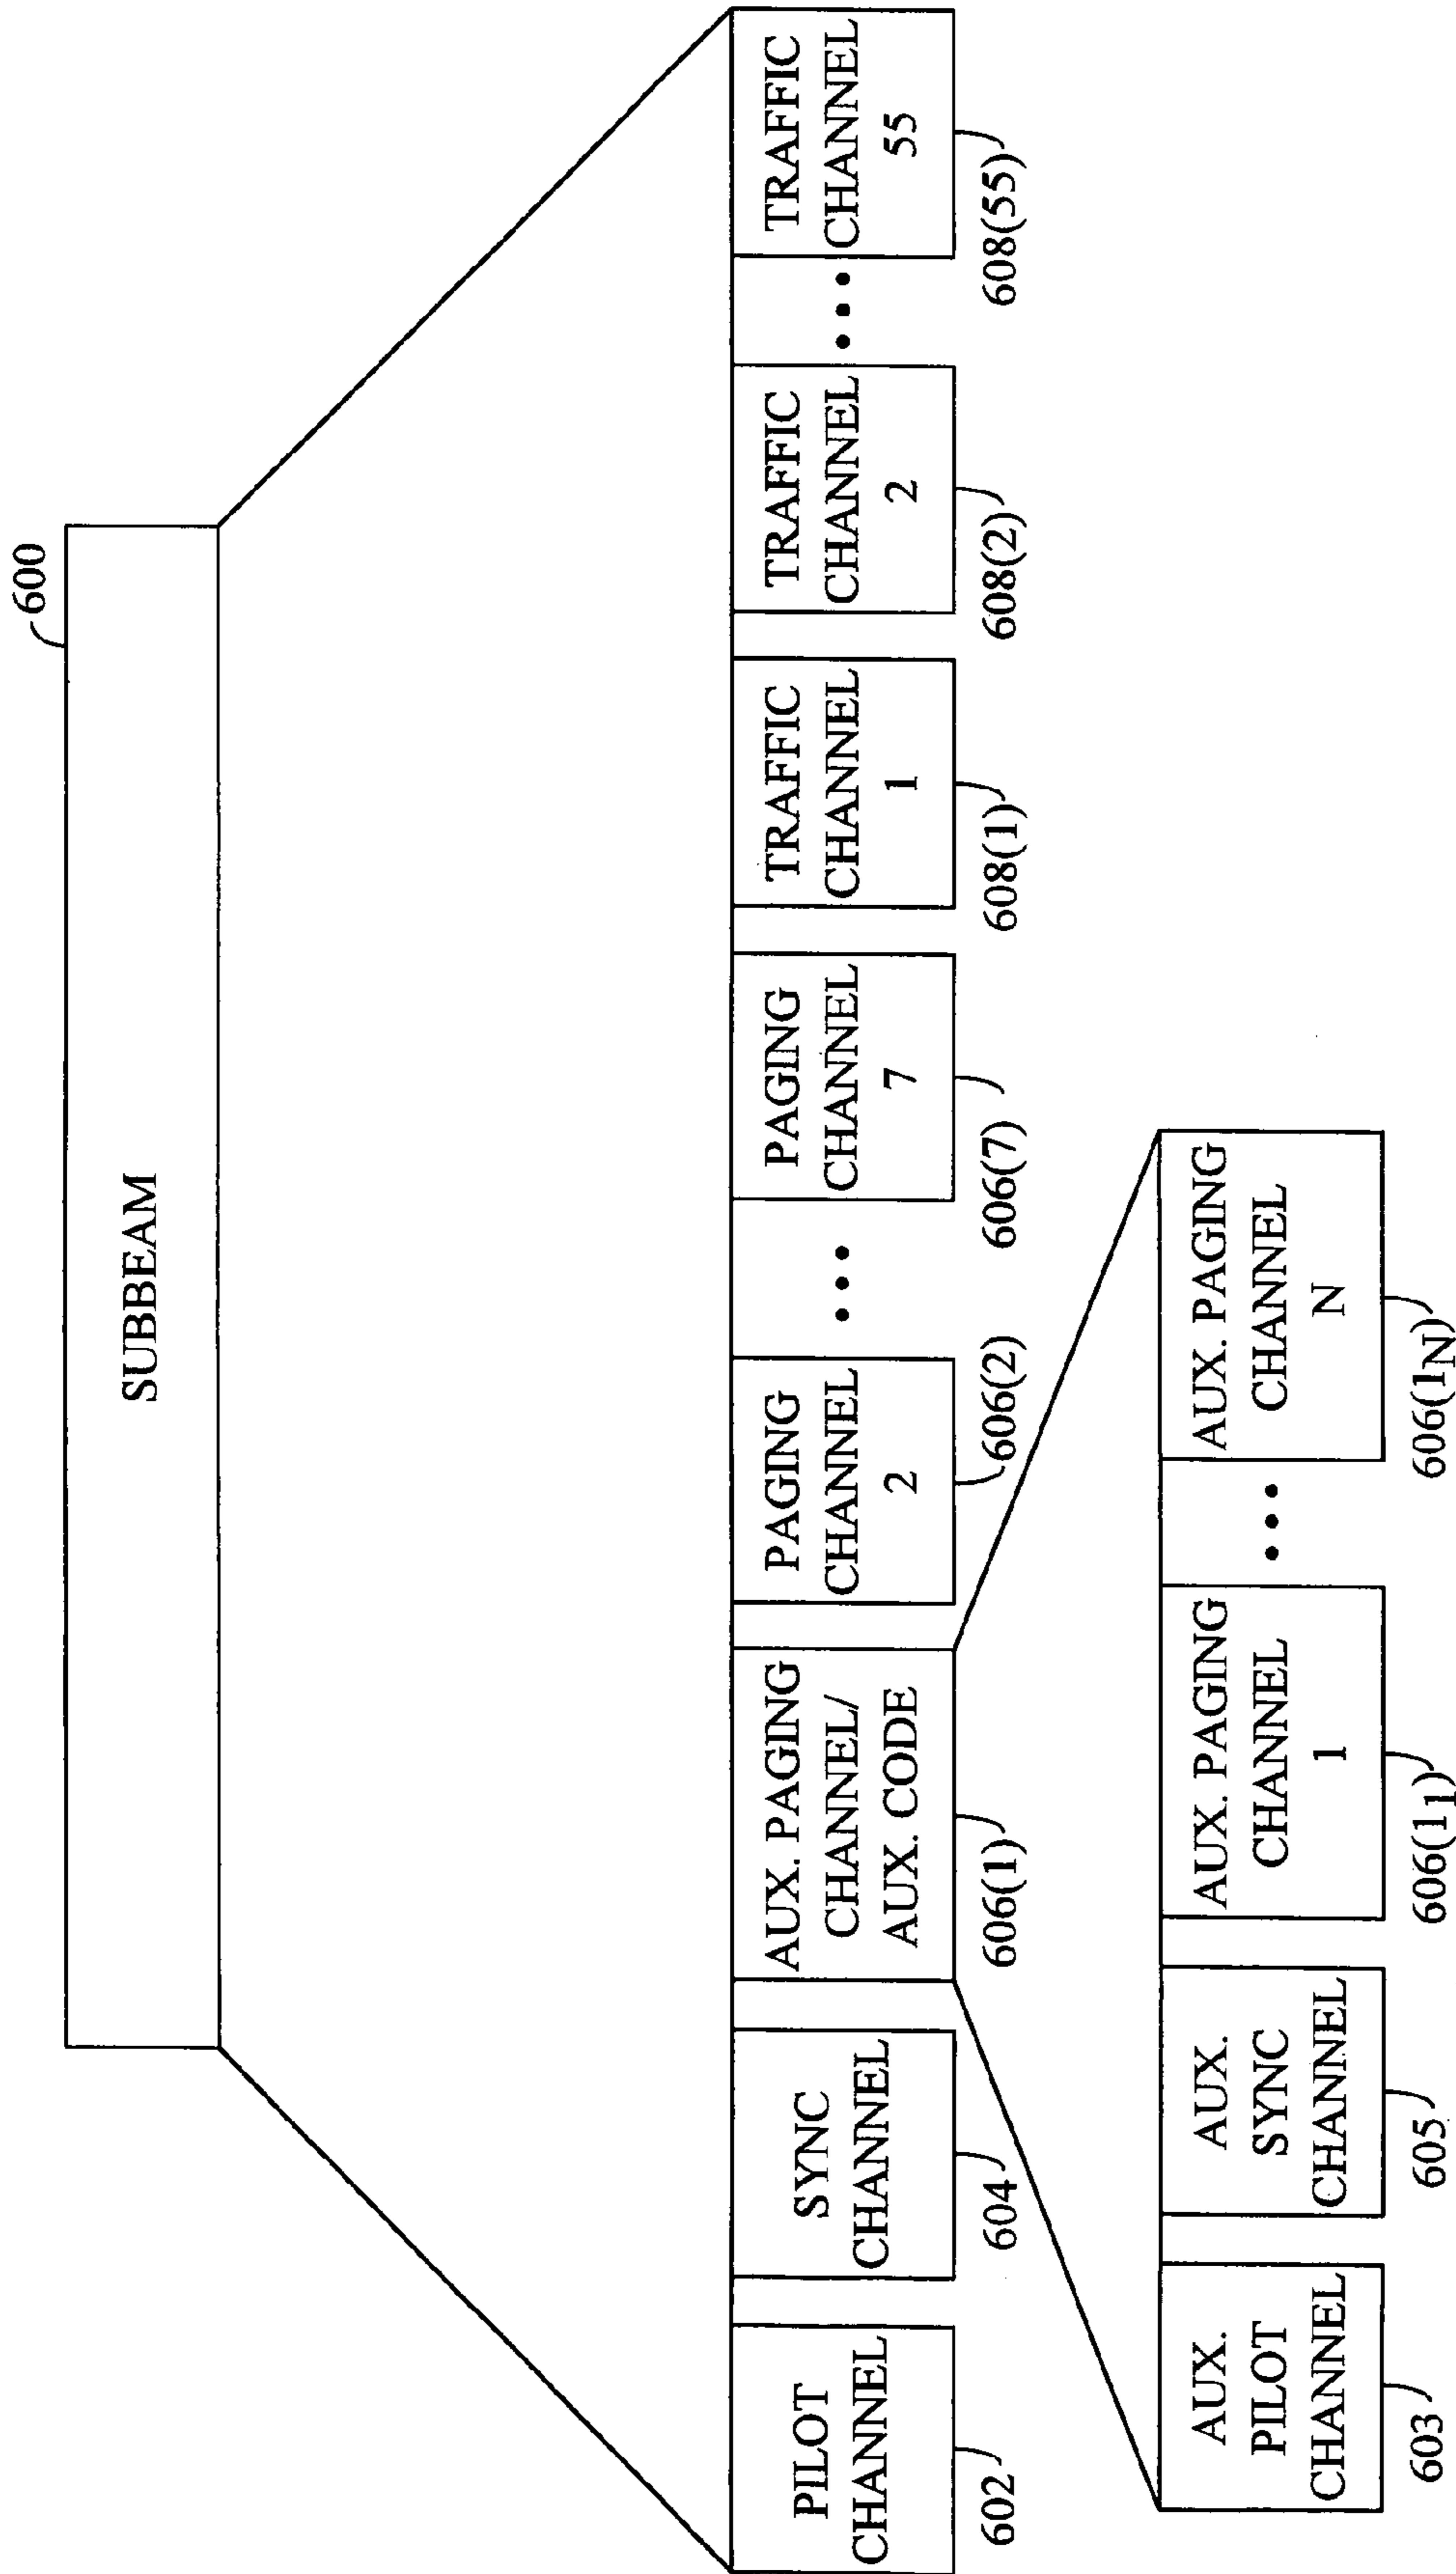 600
SUBBEAM
PILOT
CHANNEL
602
SYNC
CHANNEL
604
AUX. PAGING
CHANNEL/
AUX. CODE
606(1)
PAGING
CHANNEL
2
606(2)
•••
PAGING
CHANNEL
7
606(7)
TRAFFIC
CHANNEL
1
608(1)
TRAFFIC
CHANNEL
2
608(2)
•••
TRAFFIC
CHANNEL
55
608(55)
AUX.
PILOT
CHANNEL
603
AUX.
SYNC
CHANNEL
605
AUX. PAGING
CHANNEL
1
606(1₁)
•••
AUX. PAGING
CHANNEL
N
606(1N)